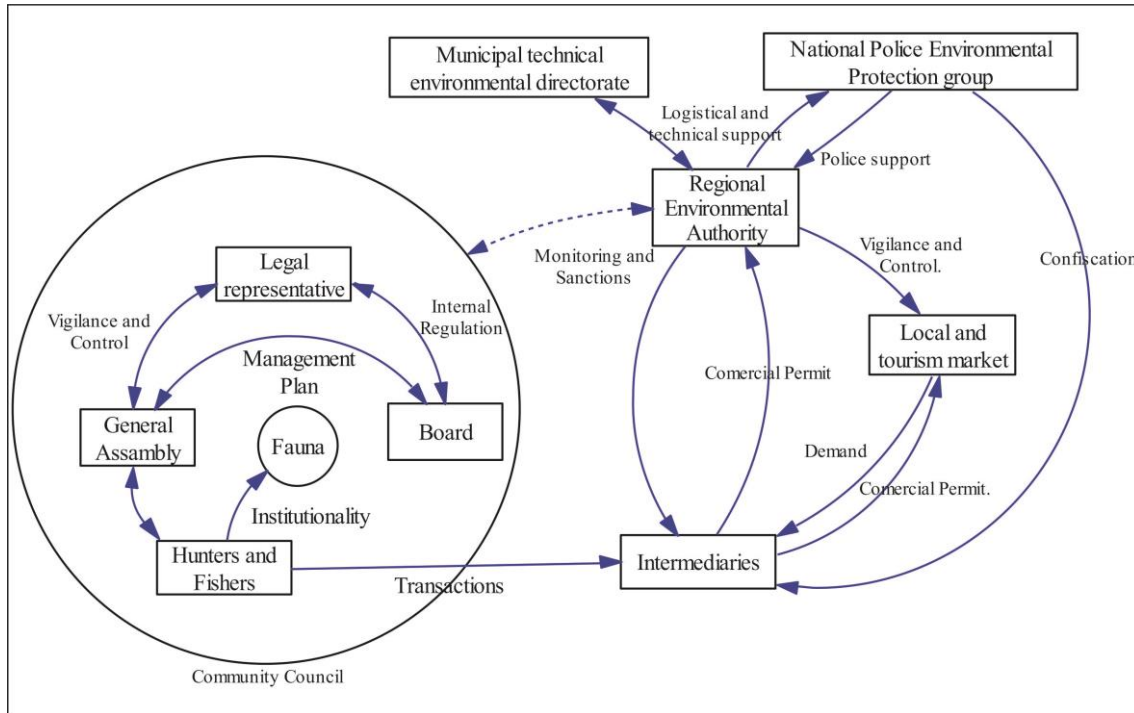 Municipal technical
environmental directorate
National Police Environmental
Protection group
Logistical and
technical support
Police support
Regional
Environmental
Authority
Monitoring and
Sanctions
Vigilance and
Control.
Confiscation
Legal
representative
Vigilance and
Control
Internal
Regulation
Management
Plan
Local and
tourism market
Comercial Permit
General
Assambly
Fauna
Board
Demand
Comercial Permit.
Institutionality
Hunters and
Fishers
Transactions
Intermediaries
Community Council